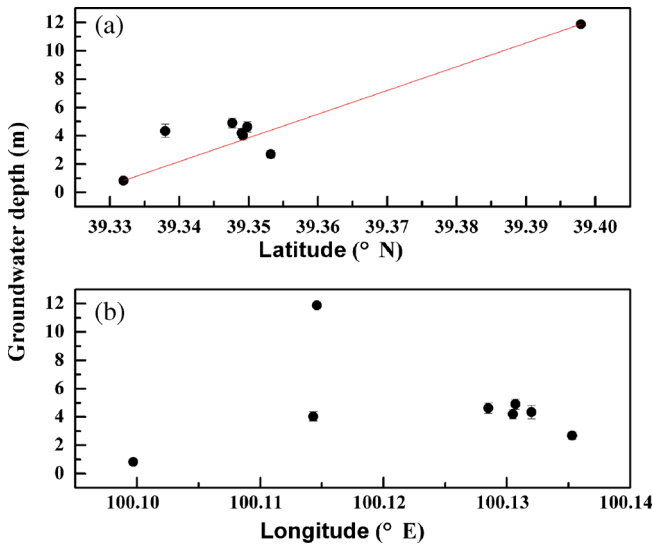 (a)
12
10
8
6
4
2
0
39.33 39.34 39.35 39.36 39.37 39.38 39.39 39.40
Latitude (° N)
Groundwater depth (m)
(b)
12
10
8
6
4
2
0
100.10 100.11 100.12 100.13 100.14
Longitude (° E)